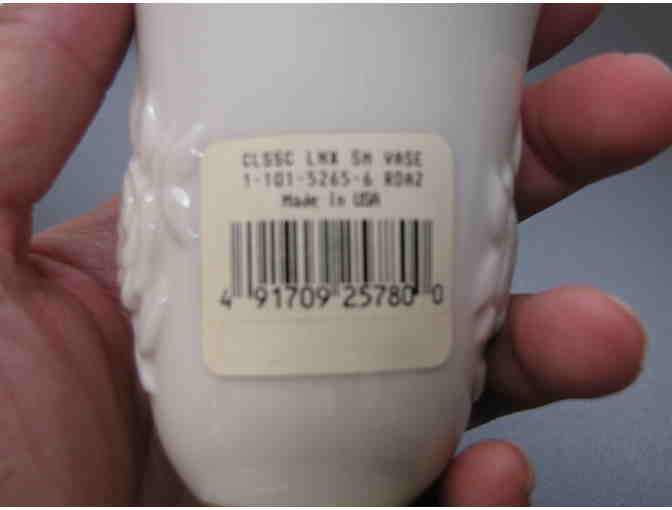 CLSSC LNX SM VASE
1-101-5265-6 RDA2
Made In USA
4 91709 25780 0